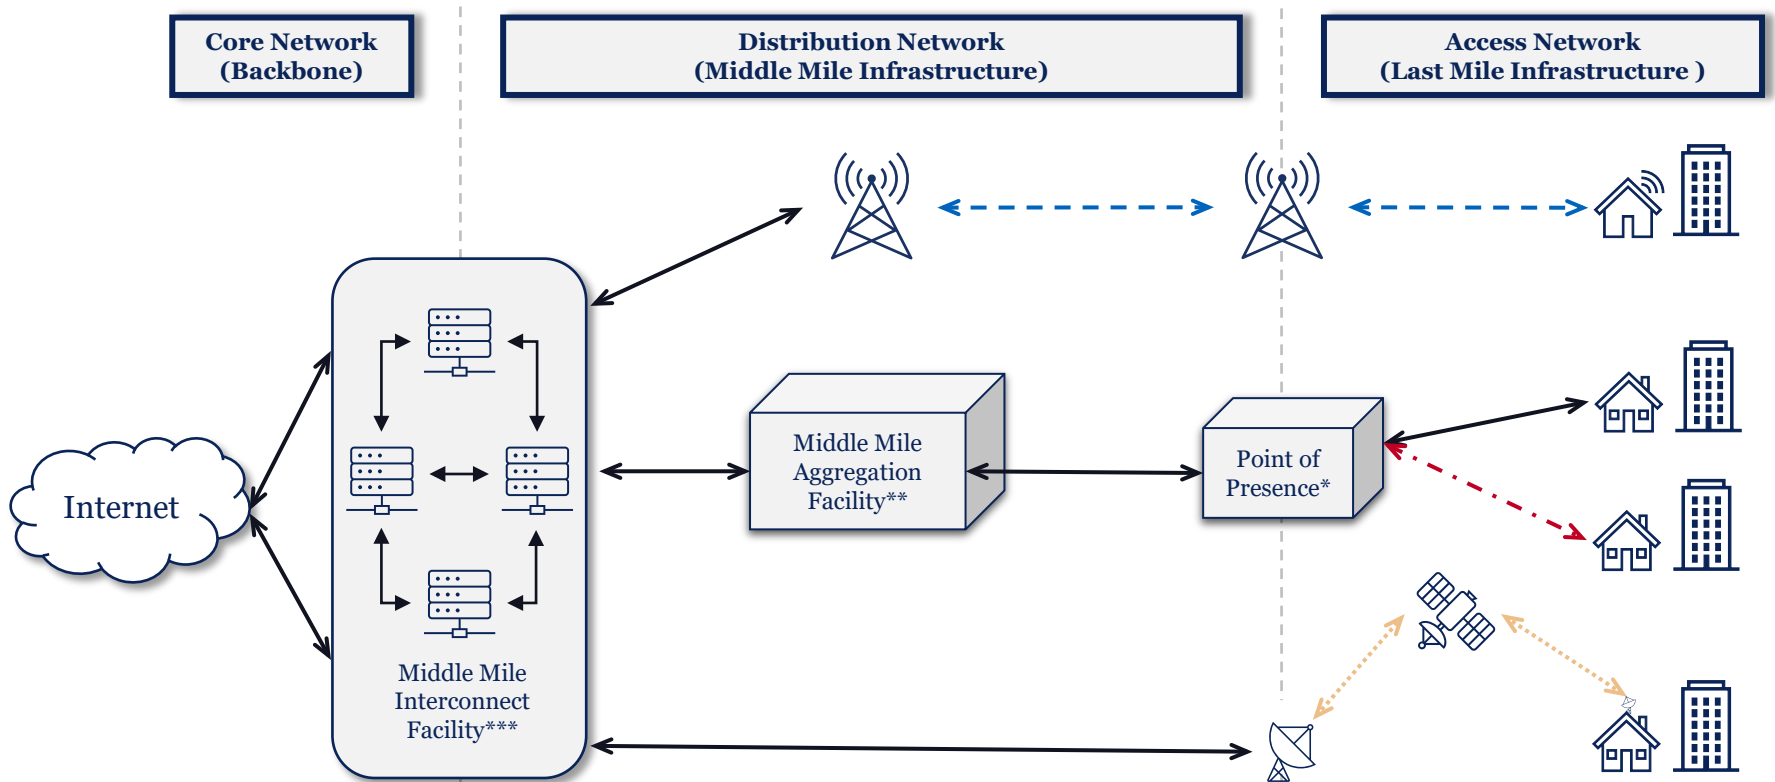 Core Network
(Backbone)
Distribution Network
(Middle Mile Infrastructure)
Access Network
(Last Mile Infrastructure )
Internet
Middle Mile
Interconnect
Facility***
Middle Mile
Aggregation
Facility**
Point of
Presence*